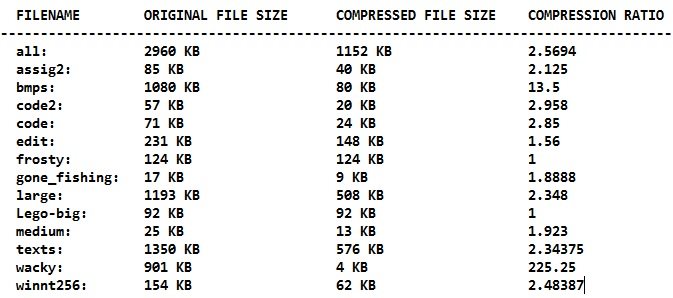 FILENAME ORIGINAL FILE SIZE COMPRESSED FILE SIZE COMPRESSION RATIO
------------------------------------------------------------------------------------
all: 2960 KB 1152 KB 2.5694
assig2: 85 KB 40 KB 2.125
bmps: 1080 KB 80 KB 13.5
code2: 57 KB 20 KB 2.958
code: 71 KB 24 KB 2.85
edit: 231 KB 148 KB 1.56
frosty: 124 KB 124 KB 1
gone_fishing: 17 KB 9 KB 1.8888
large: 1193 KB 508 KB 2.348
Lego-big: 92 KB 92 KB 1
medium: 25 KB 13 KB 1.923
texts: 1350 KB 576 KB 2.34375
wacky: 901 KB 4 KB 225.25
winnt256: 154 KB 62 KB 2.48387